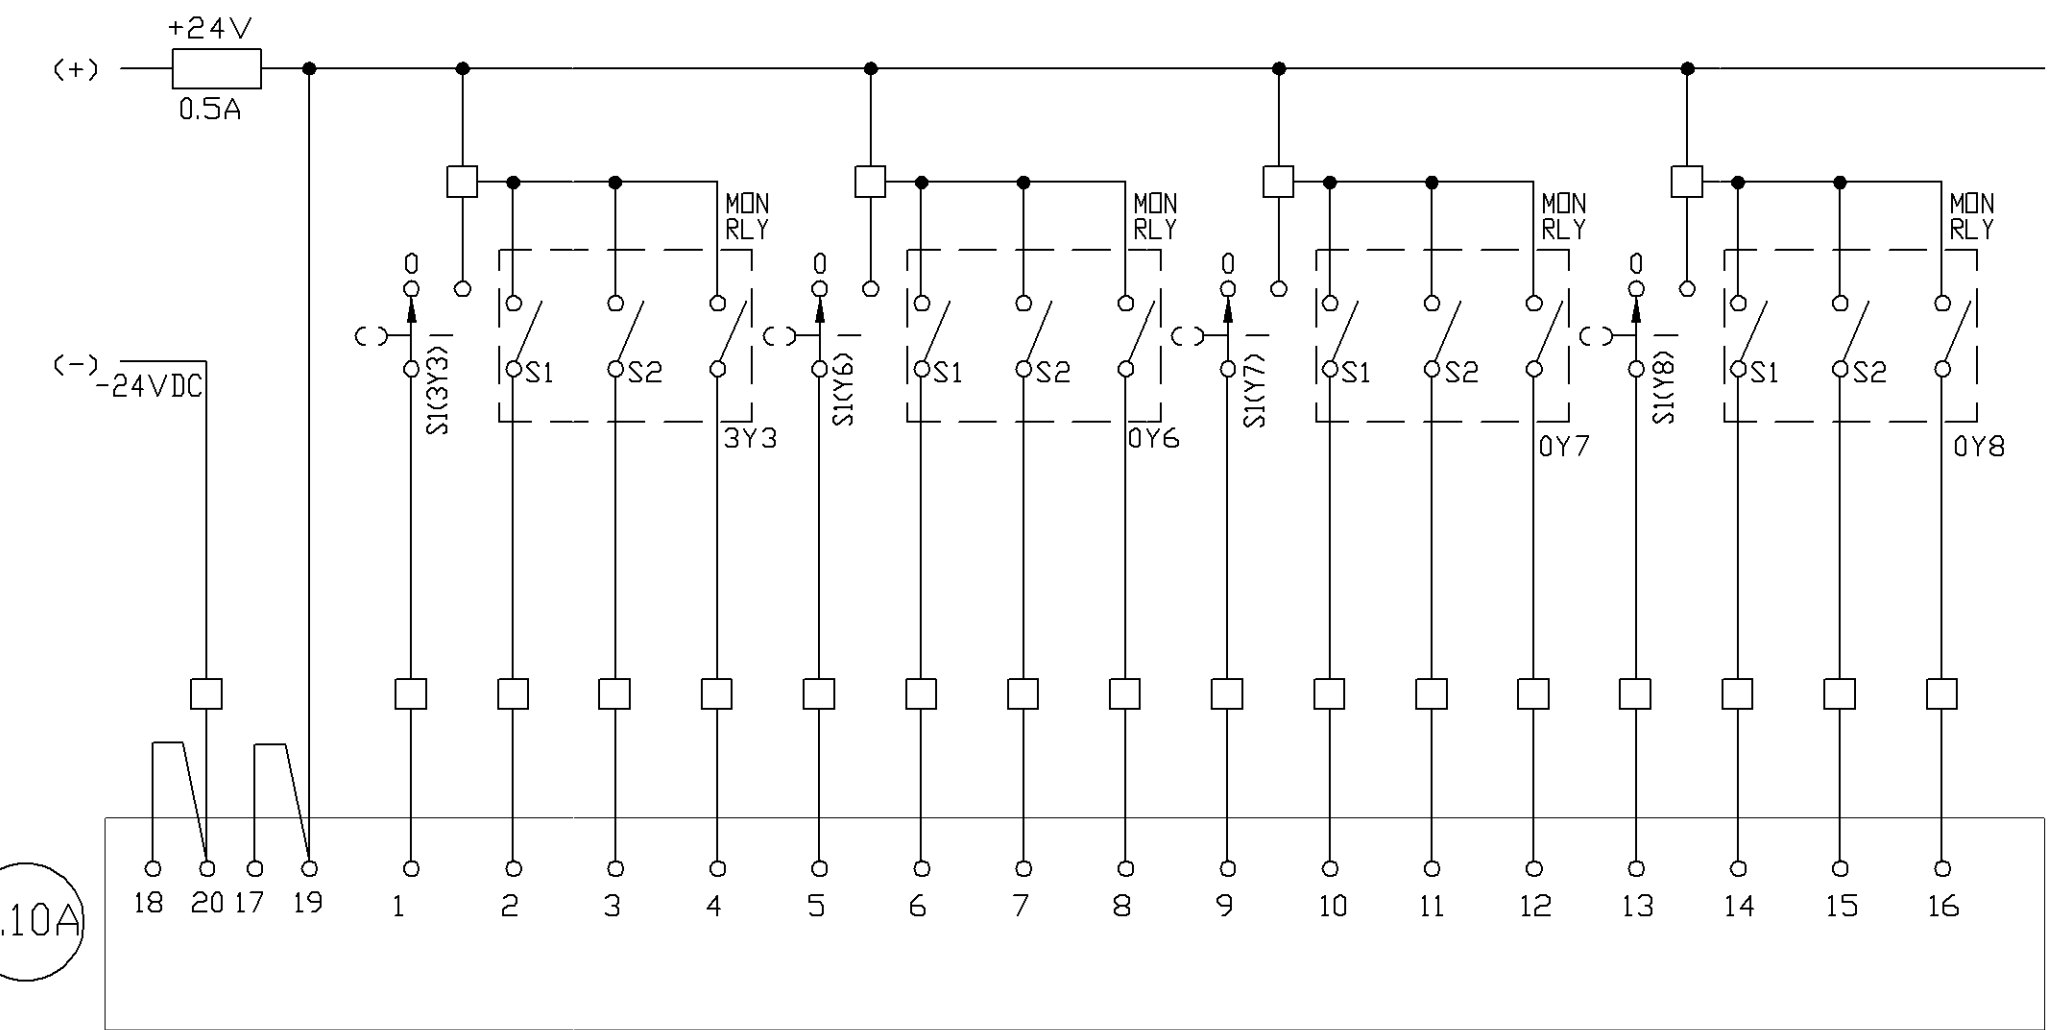 +24V
(+)
0.5A
MON
RLY
MON
RLY
MON
RLY
MON
RLY
0
0
0
0
(-)
-24VDC
S1(3Y3)
S1
S2
3Y3
S1(Y6)
S1
S2
0Y6
S1(Y7)
S1
S2
0Y7
S1(Y8)
S1
S2
0Y8
.10A
18 20 17 19 1 2 3 4 5 6 7 8 9 10 11 12 13 14 15 16